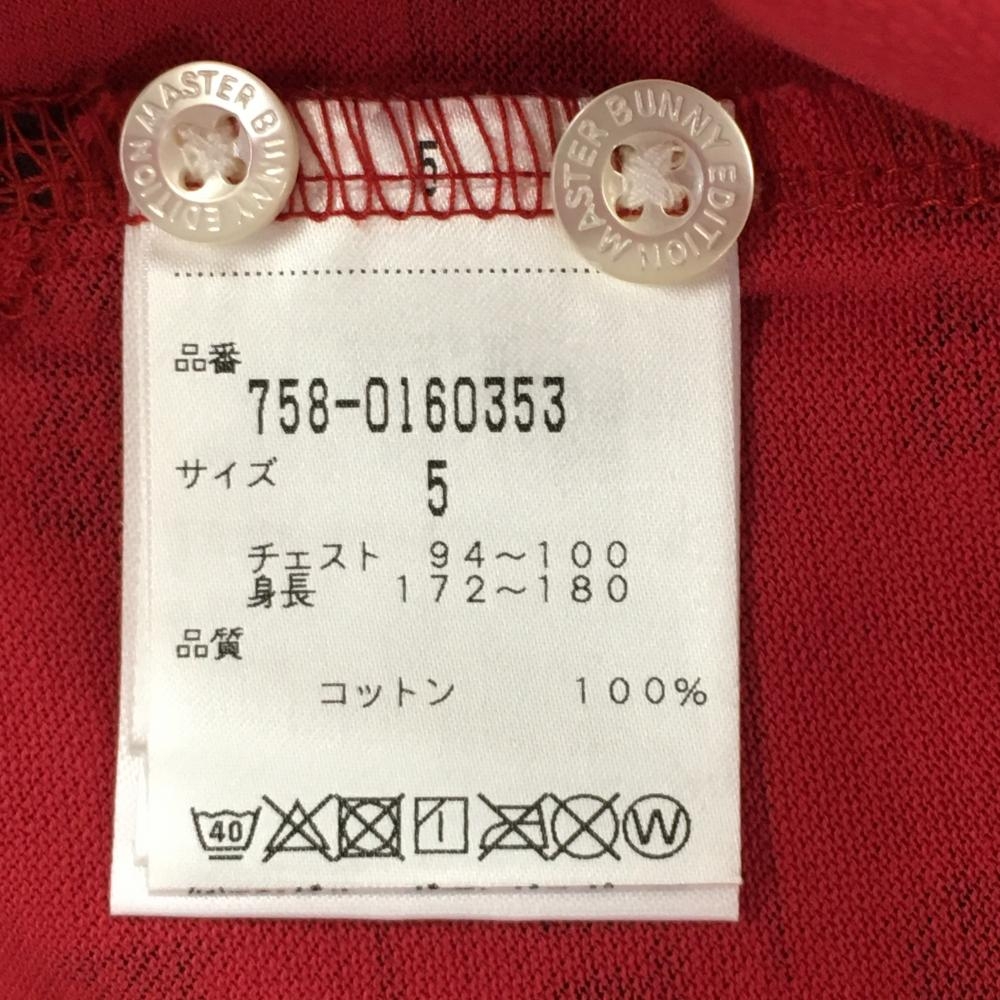 MASTER BUNNY EDITION
5
MASTER BUNNY EDITION
品番
758-0160353
サイズ
5
チェスト 94～100
身長 172～180
品質
コットン 100%
40
W